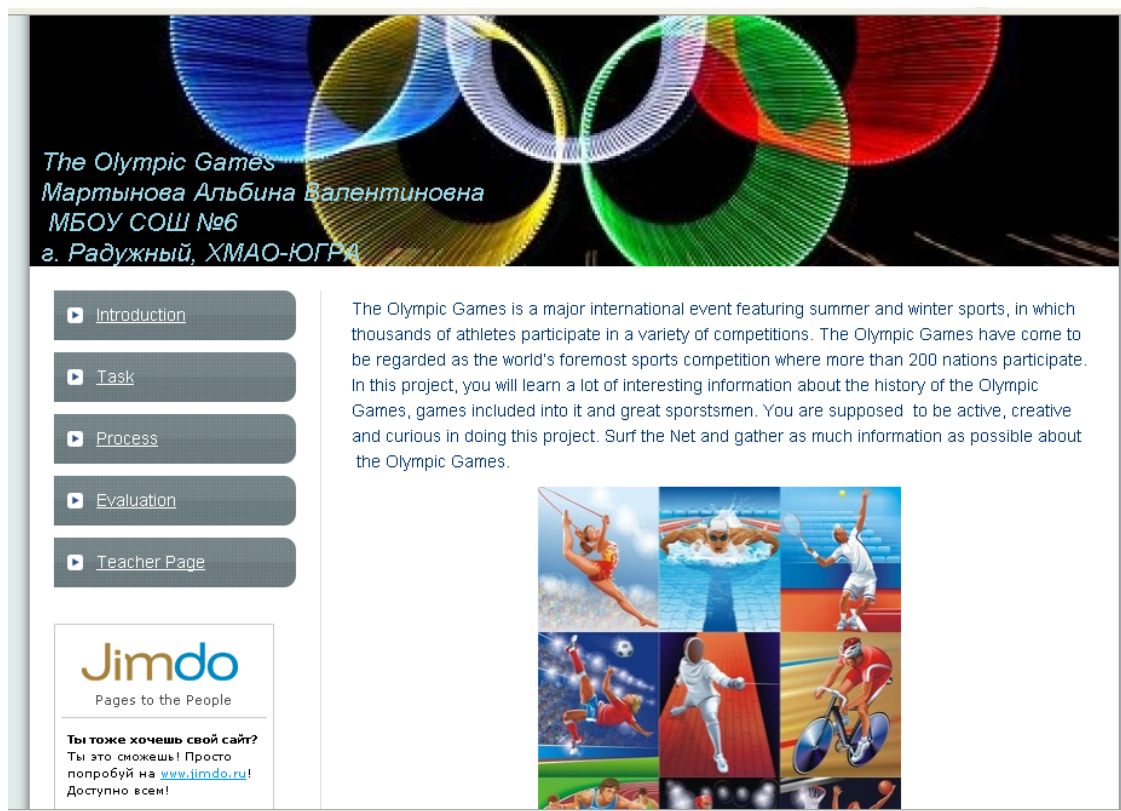 The Olympic Games
Мартынова Альбина Валентиновна
МБОУ СОШ №6
г. Радужный, ХМАО-ЮГРА
Introduction
Task
Process
Evaluation
Teacher Page
The Olympic Games is a major international event featuring summer and winter sports, in which
thousands of athletes participate in a variety of competitions. The Olympic Games have come to
be regarded as the world's foremost sports competition where more than 200 nations participate.
In this project, you will learn a lot of interesting information about the history of the Olympic
Games, games included into it and great sporstsmen. You are supposed to be active, creative
and curious in doing this project. Surf the Net and gather as much information as possible about
the Olympic Games.
Jimdo
Pages to the People
Ты тоже хочешь свой сайт?
Ты это сможешь! Просто
попробуй на www.jimdo.ru!
Доступно всем!